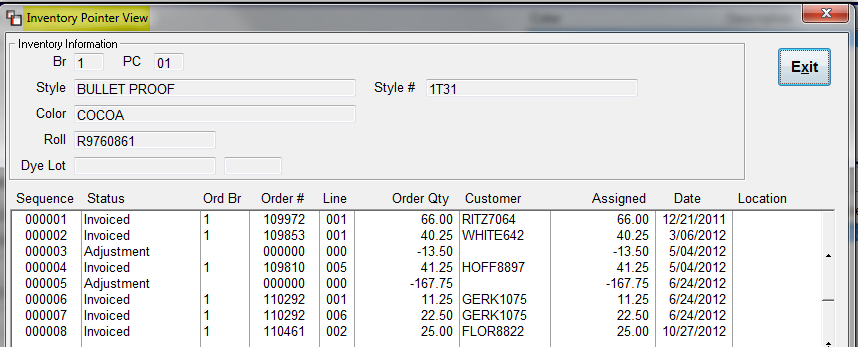 Inventory Pointer View
Inventory Information
Br 1 PC 01
Exit
Style BULLET PROOF Style # 1T31
Color COCOA
Roll R9760861
Dye Lot
Sequence Status Ord Br Order # Line Order Qty Customer Assigned Date Location
000001 Invoiced 1 109972 001 66.00 RITZ7064 66.00 12/21/2011
000002 Invoiced 1 109853 001 40.25 WHITE642 40.25 3/06/2012
000003 Adjustment 000000 000 -13.50 -13.50 5/04/2012
000004 Invoiced 1 109810 005 41.25 HOFF8897 41.25 5/04/2012
000005 Adjustment 000000 000 -167.75 -167.75 6/24/2012
000006 Invoiced 1 110292 001 11.25 GERK1075 11.25 6/24/2012
000007 Invoiced 1 110292 006 22.50 GERK1075 22.50 6/24/2012
000008 Invoiced 1 110461 002 25.00 FLOR8822 25.00 10/27/2012